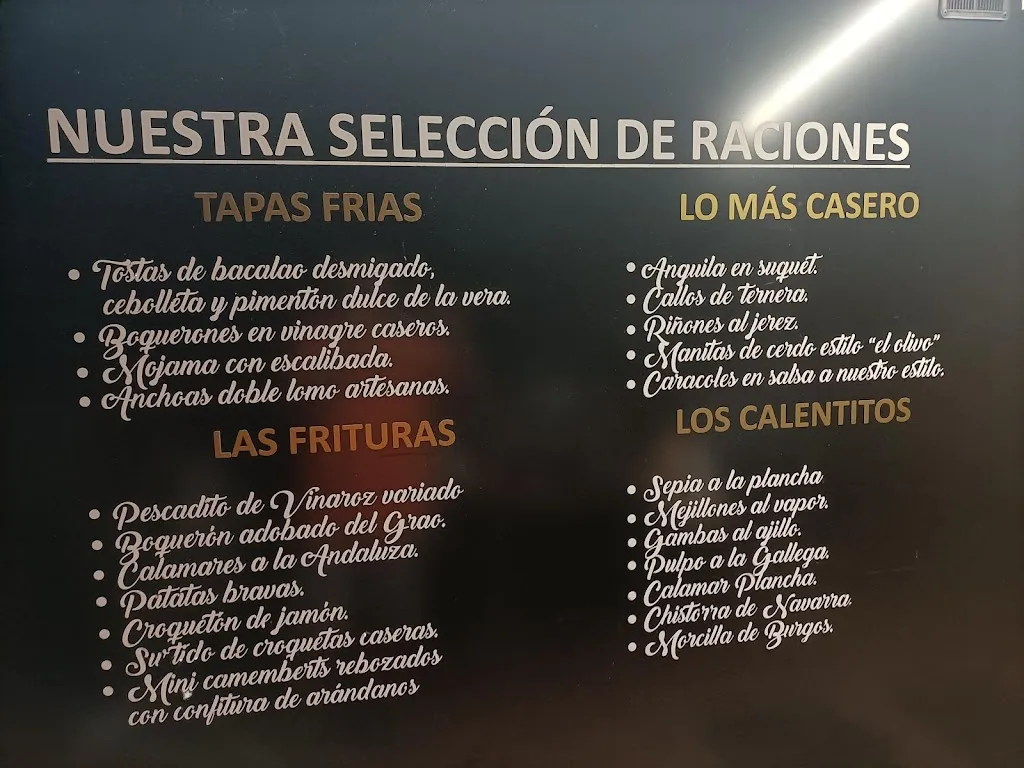 NUESTRA SELECCIÓN DE RACIONES
TAPAS FRIAS
• Tostas de bacalao desmigado,
cebolleta y pimentón dulce de la vera.
• Boquerones en vinagre caseros.
• Mojama con escalibada.
• Anchoas doble lomo artesanas.
LAS FRITURAS
• Pescadito de Vinaroz variado
• Boquerón adobado del Grao.
• Calamares a la Andaluza.
• Patatas bravas.
• Croquetón de jamón.
• Surtido de croquetas caseras.
• Mini camemberts rebozados
con confitura de arándanos
LO MÁS CASERO
• Anguila en suquet.
• Callos de ternera.
• Riñones al jerez.
• Manitas de cerdo estilo "el olivo"
• Caracoles en salsa a nuestro estilo.
LOS CALENTITOS
• Sepia a la plancha
• Mejillones al vapor.
• Gambas al ajillo.
• Pulpo a la Gallega.
• Calamar Plancha.
• Chistorra de Navarra.
• Morcilla de Burgos.